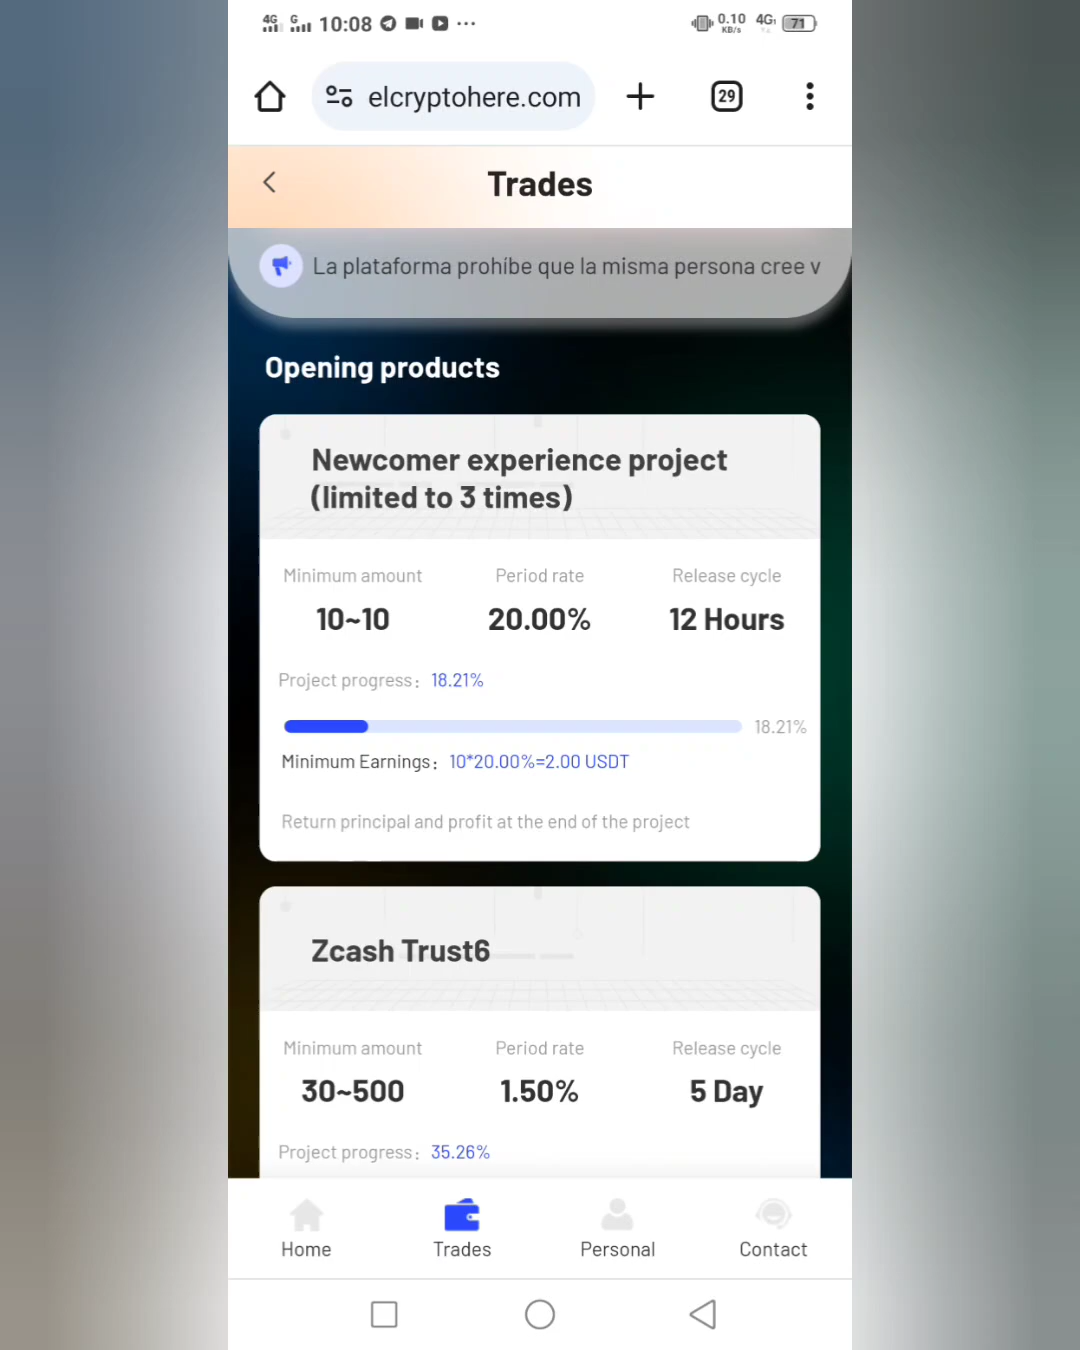 4G G 10:08 0.10 KB/s 4G 71
elcryptohere.com 29
Trades
La plataforma prohíbe que la misma persona cree v
Opening products
Newcomer experience project
(limited to 3 times)
Minimum amount Period rate Release cycle
10~10 20.00% 12 Hours
Project progress: 18.21%
18.21%
Minimum Earnings: 10*20.00%=2.00 USDT
Return principal and profit at the end of the project
Zcash Trust6
Minimum amount Period rate Release cycle
30~500 1.50% 5 Day
Project progress: 35.26%
Home Trades Personal Contact